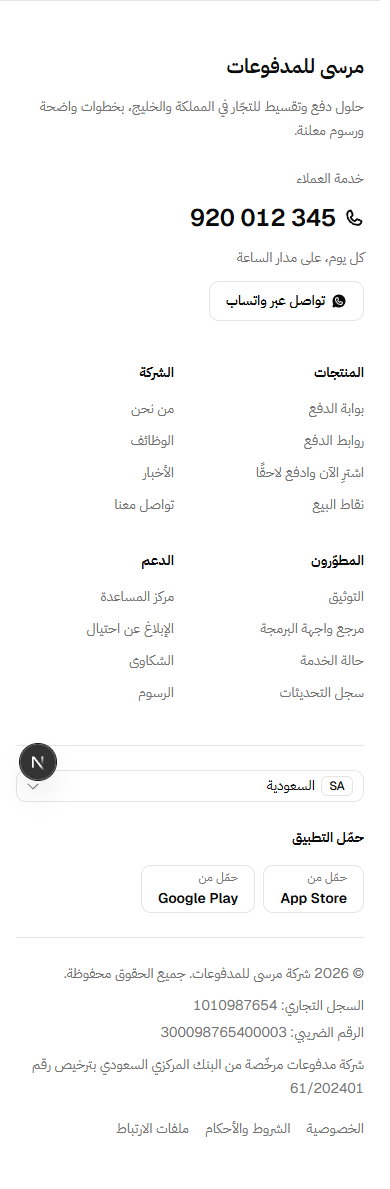 مرسى للمدفوعات
حلول دفع وتقسيط للتجّار في المملكة والخليج، بخطوات واضحة
ورسوم معلنة.
خدمة العملاء
920 012 345
كل يوم، على مدار الساعة
تواصل عبر واتساب
المنتجات
بوابة الدفع
روابط الدفع
اشترِ الآن وادفع لاحقًا
نقاط البيع
الشركة
من نحن
الوظائف
الأخبار
تواصل معنا
المطوّرون
التوثيق
مرجع واجهة البرمجة
حالة الخدمة
سجل التحديثات
الدعم
مركز المساعدة
الإبلاغ عن احتيال
الشكاوى
الرسوم
N
SA السعودية
حمّل التطبيق
حمّل من
App Store
حمّل من
Google Play
© 2026 شركة مرسى للمدفوعات. جميع الحقوق محفوظة.
السجل التجاري: 1010987654
الرقم الضريبي: 300098765400003
شركة مدفوعات مرخّصة من البنك المركزي السعودي بترخيص رقم
61/202401
الخصوصية الشروط والأحكام ملفات الارتباط